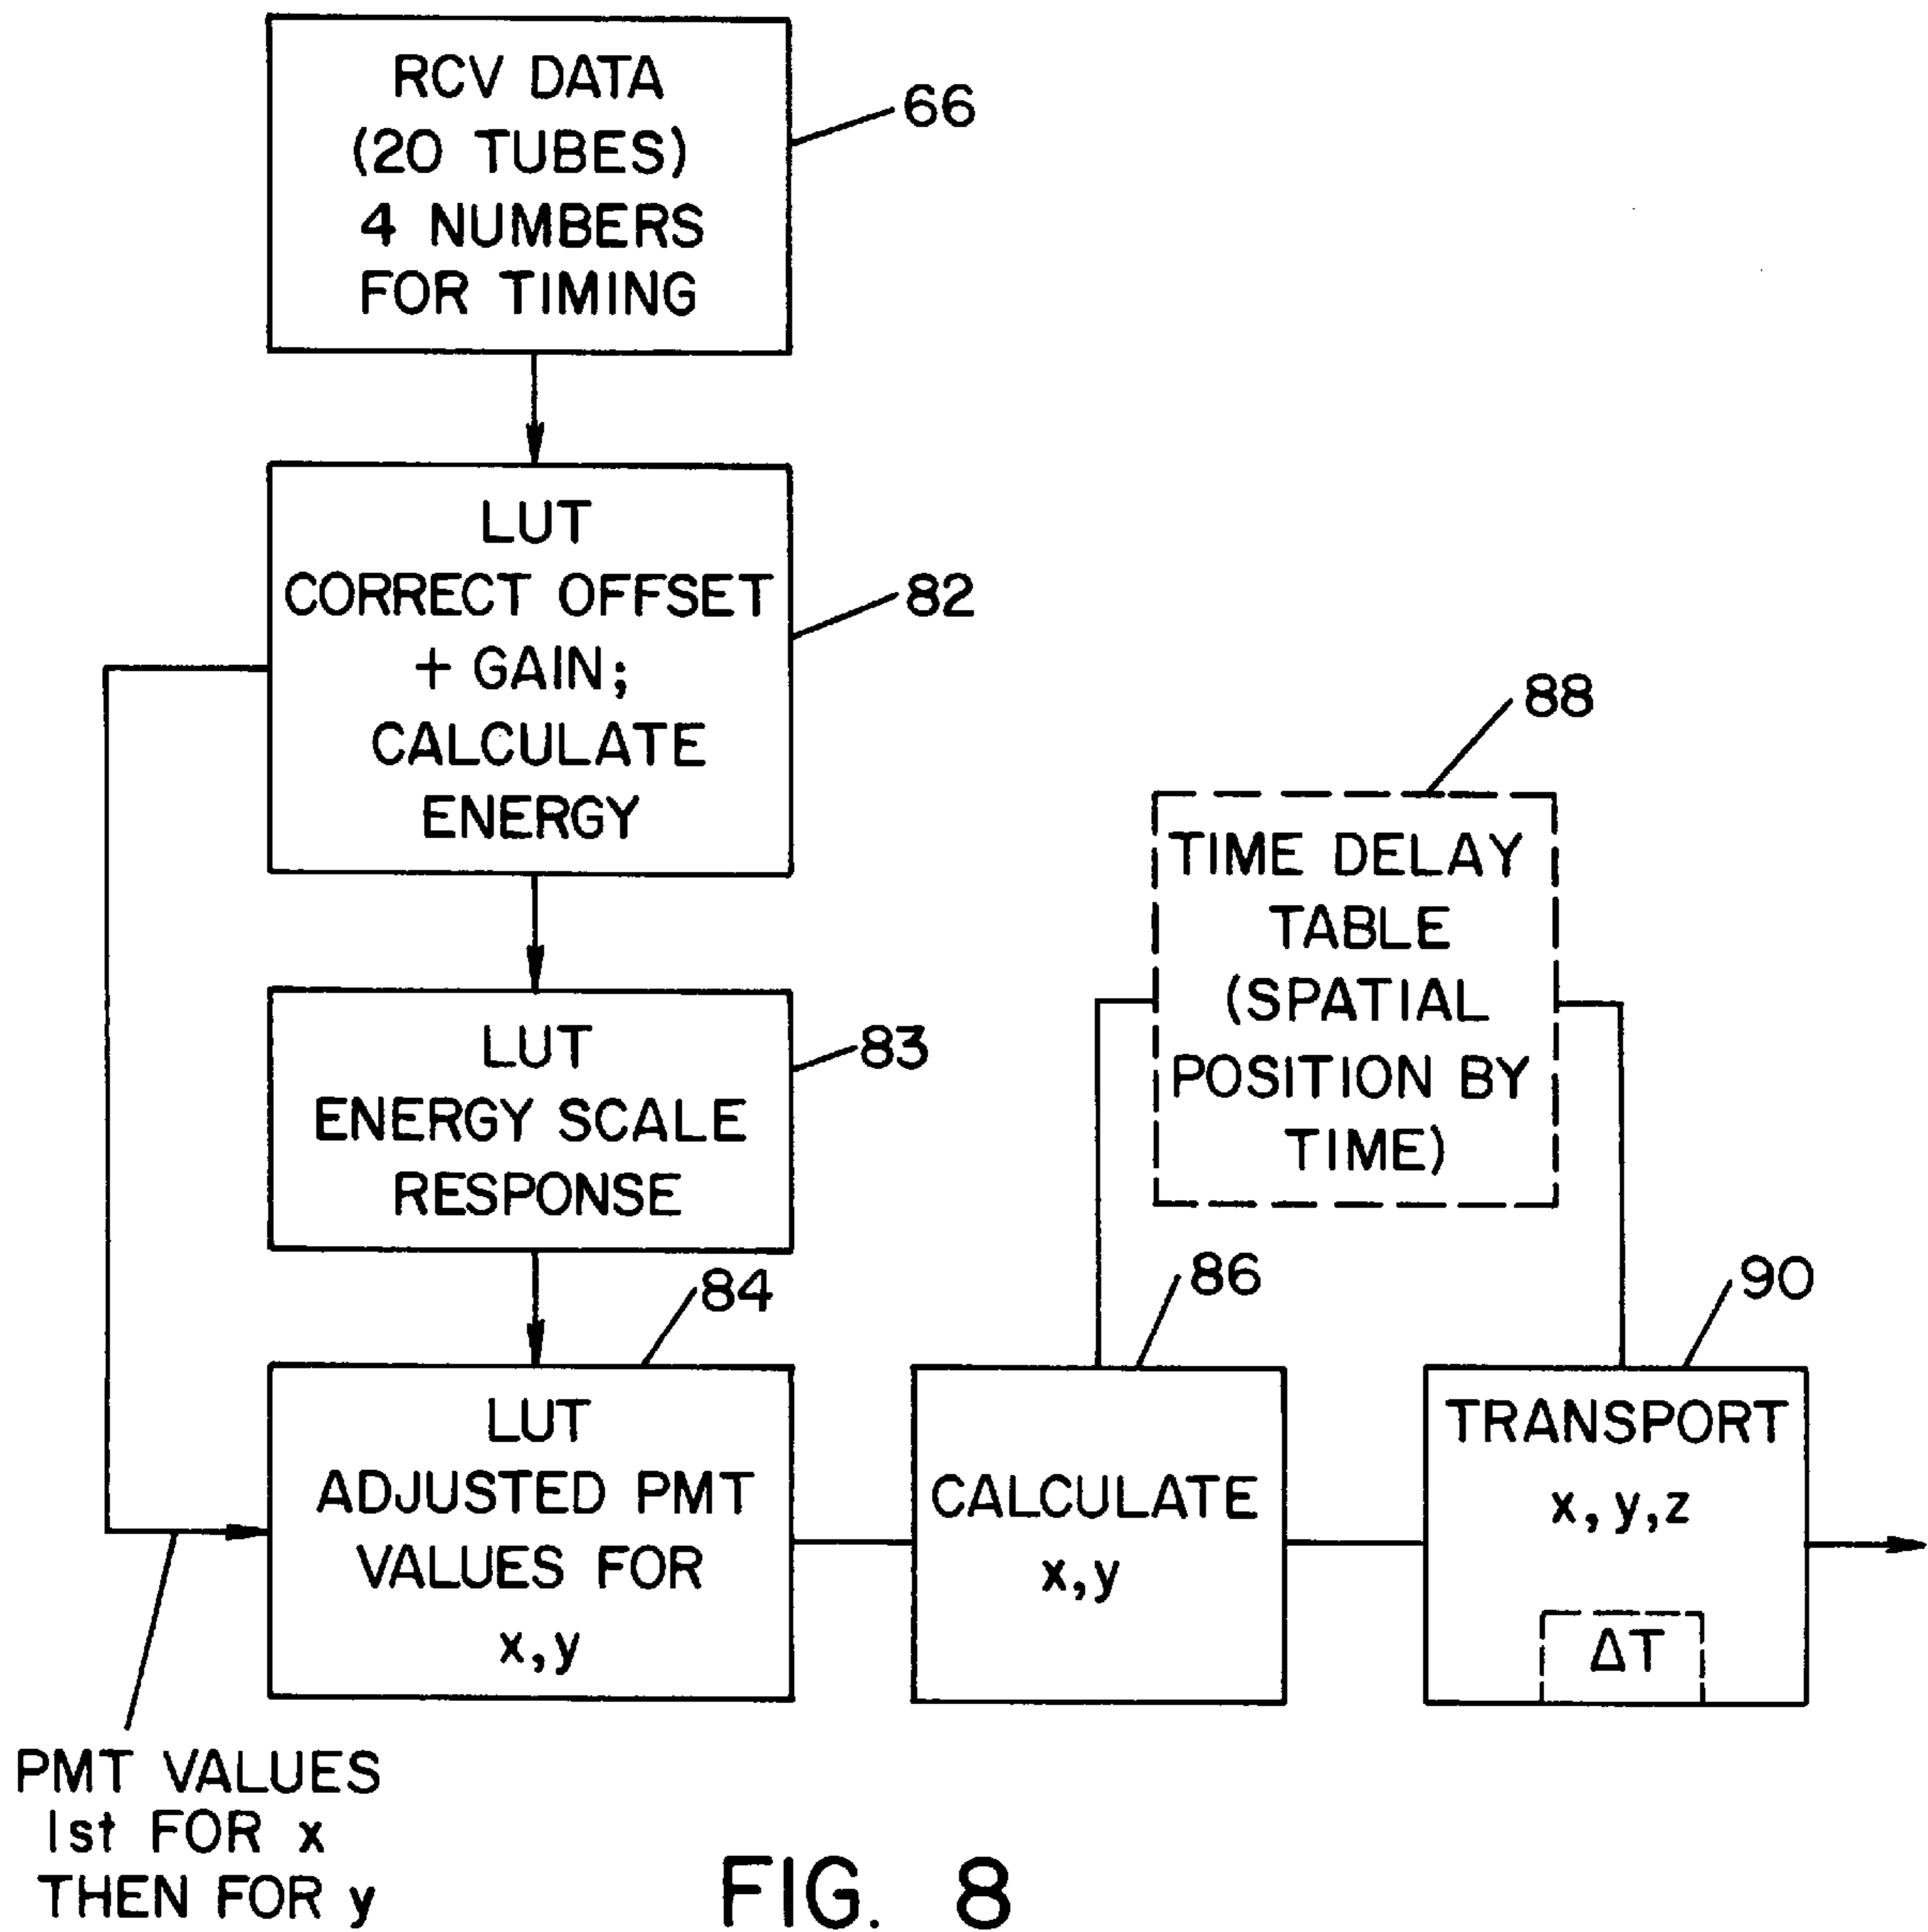 RCV DATA
(20 TUBES)
4 NUMBERS
FOR TIMING
66
LUT
CORRECT OFFSET
+ GAIN;
CALCULATE
ENERGY
82
LUT
ENERGY SCALE
RESPONSE
83
88
TIME DELAY
TABLE
(SPATIAL
POSITION BY
TIME)
84
LUT
ADJUSTED PMT
VALUES FOR
x,y
86
CALCULATE
x,y
90
TRANSPORT
x,y,z
ΔT
PMT VALUES
1st FOR x
THEN FOR y
FIG. 8